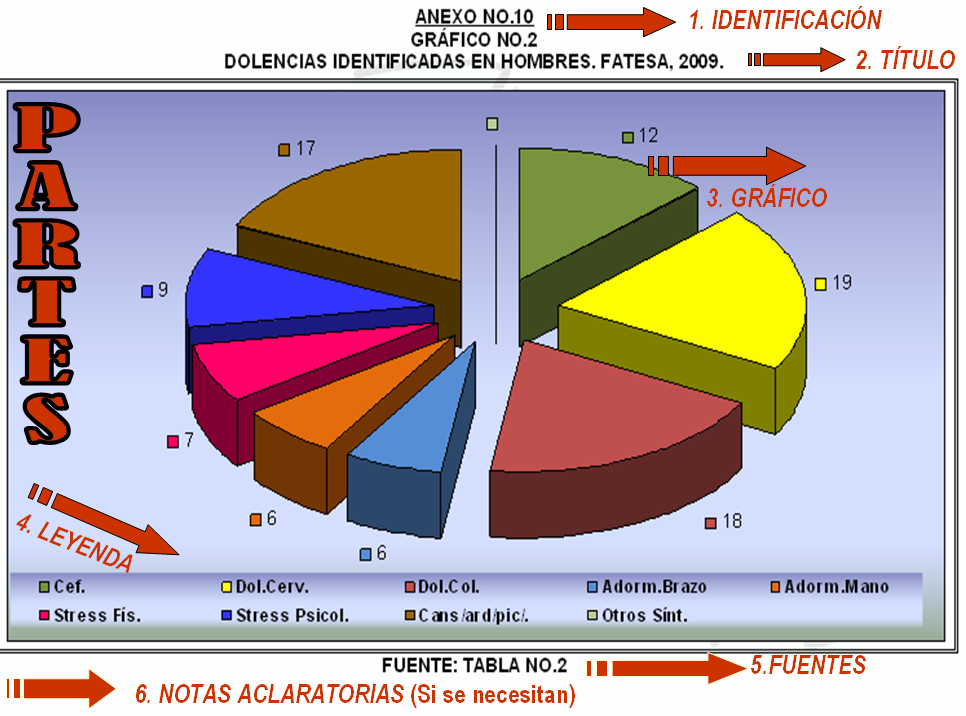 ANEXO NO.10
1. IDENTIFICACIÓN
GRÁFICO NO.2
DOLENCIAS IDENTIFICADAS EN HOMBRES. FATESA, 2009.
2. TÍTULO
PARTES
17
12
3. GRÁFICO
19
9
7
6
6
18
4. LEYENDA
Cef. Dol.Cerv. Dol.Col. Adorm.Brazo Adorm.Mano
Stress Fís. Stress Psicol. Cans/ard/pic/. Otros Sínt.
FUENTE: TABLA NO.2
5.FUENTES
6. NOTAS ACLARATORIAS (Si se necesitan)